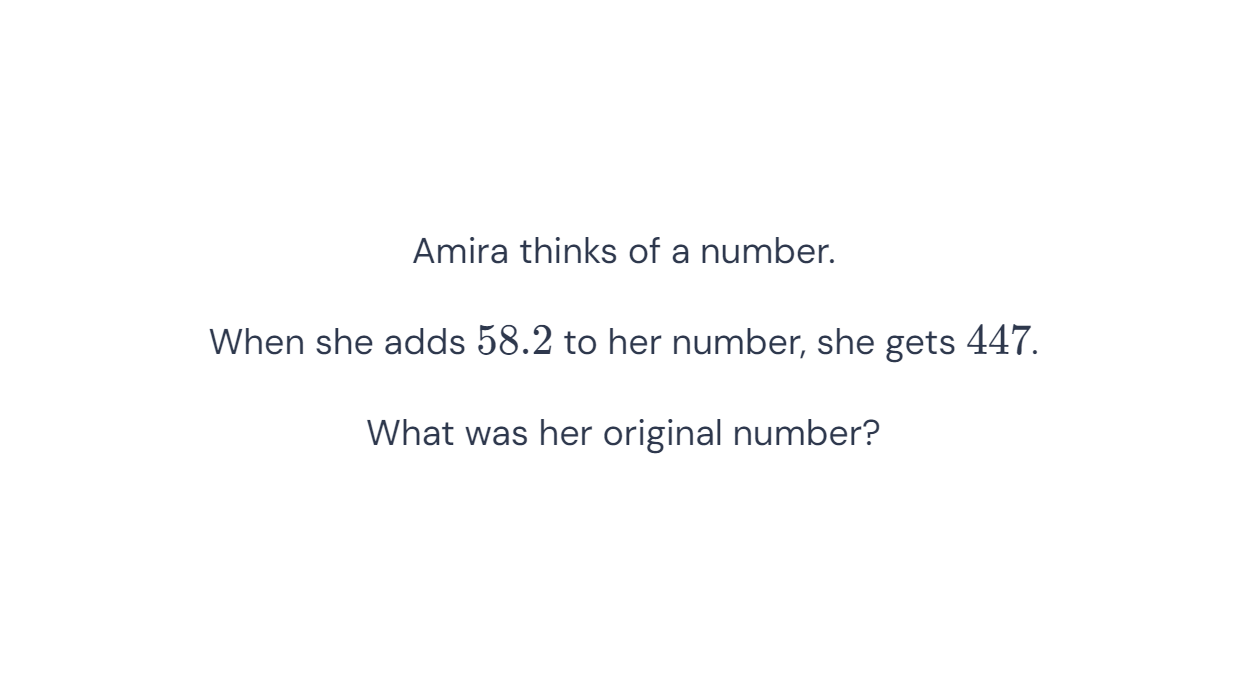 Amira thinks of a number.
When she adds 58.2 to her number, she gets 447.
What was her original number?